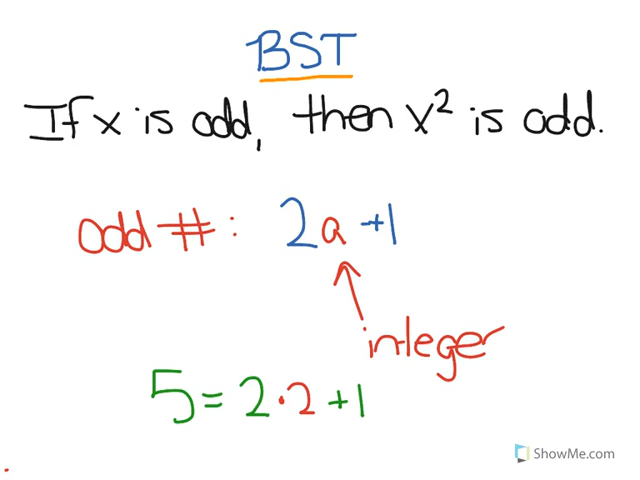 BST
If x is odd, then x² is odd.
odd #: 2a+1
integer
5=2·2+1
ShowMe.com